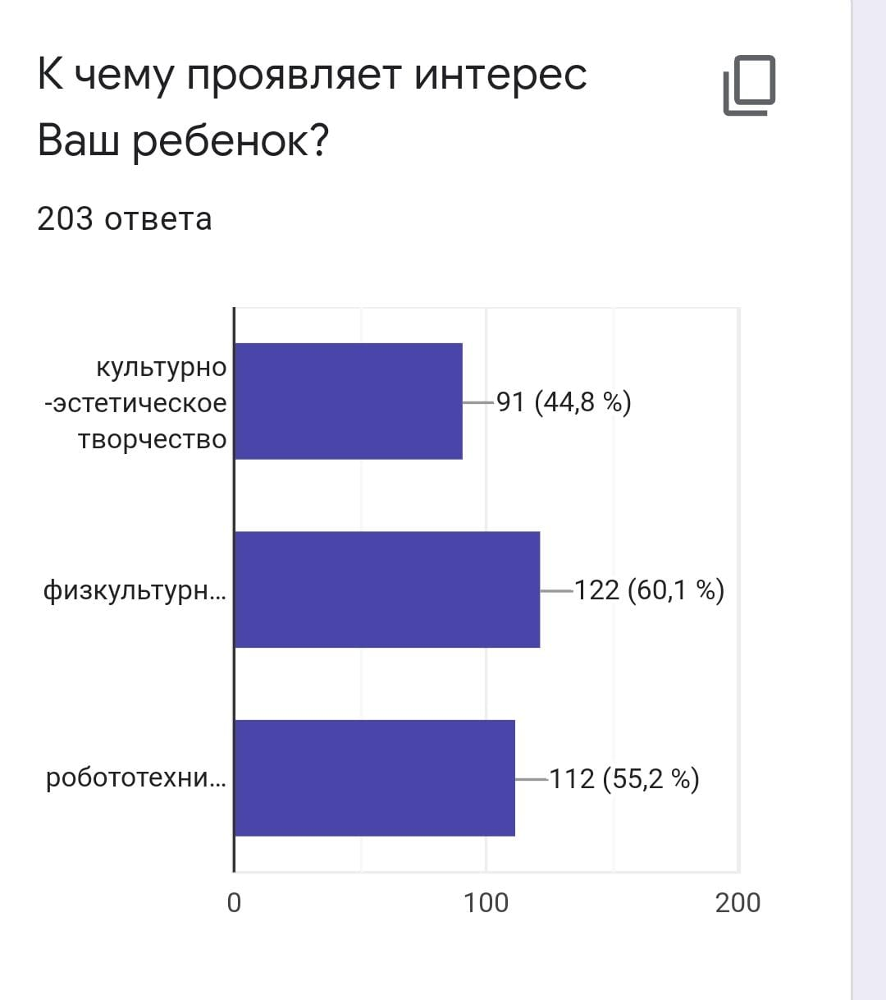 К чему проявляет интерес
Ваш ребенок?
203 ответа
культурно
-эстетическое
творчество
91 (44,8 %)
физкультурн...
122 (60,1 %)
робототехни...
112 (55,2 %)
0 100 200